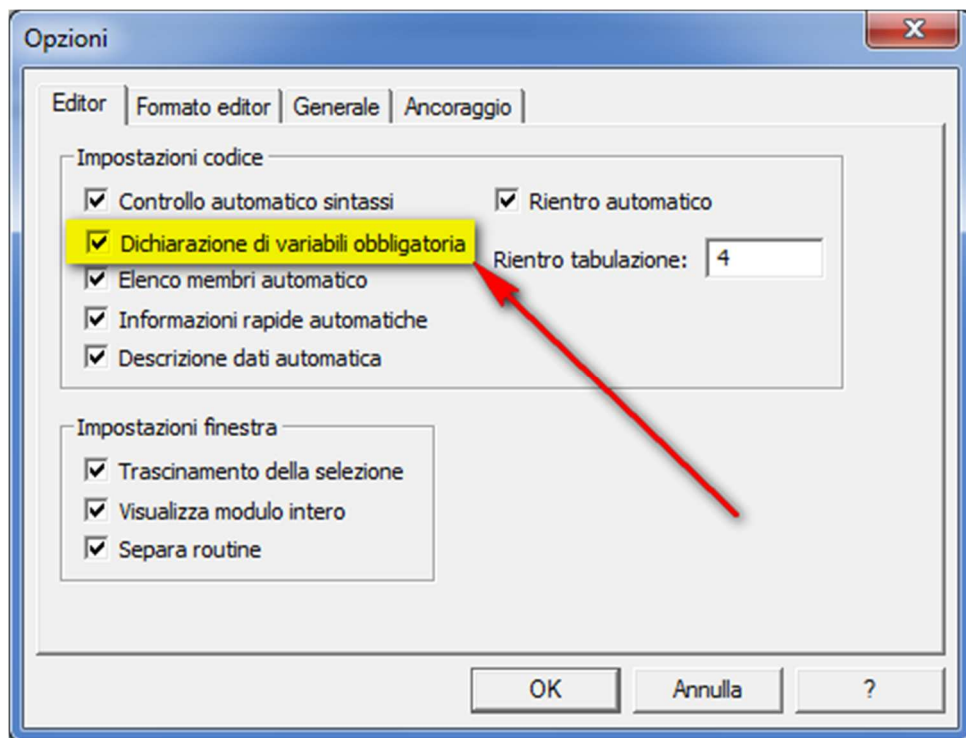 Opzioni
Editor
Formato editor
Generale
Ancoraggio
Impostazioni codice
Controllo automatico sintassi
Rientro automatico
Dichiarazione di variabili obbligatoria
Rientro tabulazione: 4
Elenco membri automatico
Informazioni rapide automatiche
Descrizione dati automatica
Impostazioni finestra
Trascinamento della selezione
Visualizza modulo intero
Separa routine
OK
Annulla
?